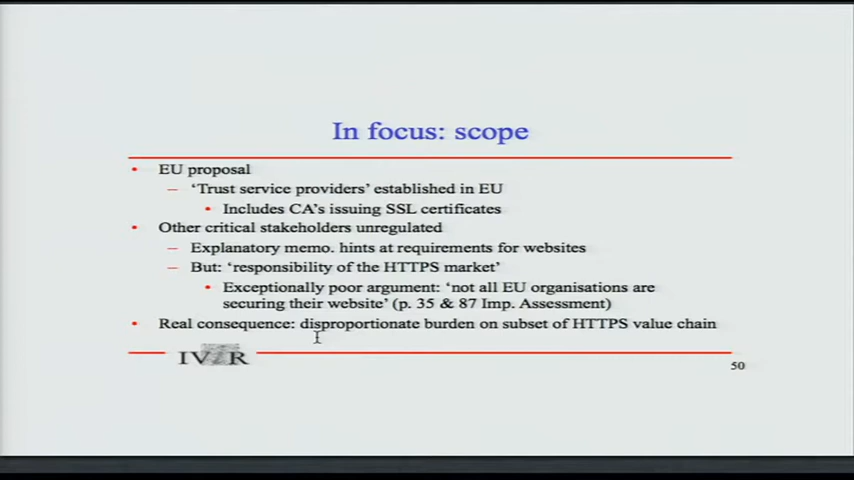 In focus: scope
• EU proposal
– ‘Trust service providers’ established in EU
• Includes CA’s issuing SSL certificates
• Other critical stakeholders unregulated
– Explanatory memo. hints at requirements for websites
– But: ‘responsibility of the HTTPS market’
• Exceptionally poor argument: ‘not all EU organisations are
securing their website’ (p. 35 & 87 Imp. Assessment)
• Real consequence: disproportionate burden on subset of HTTPS value chain
IViR
50